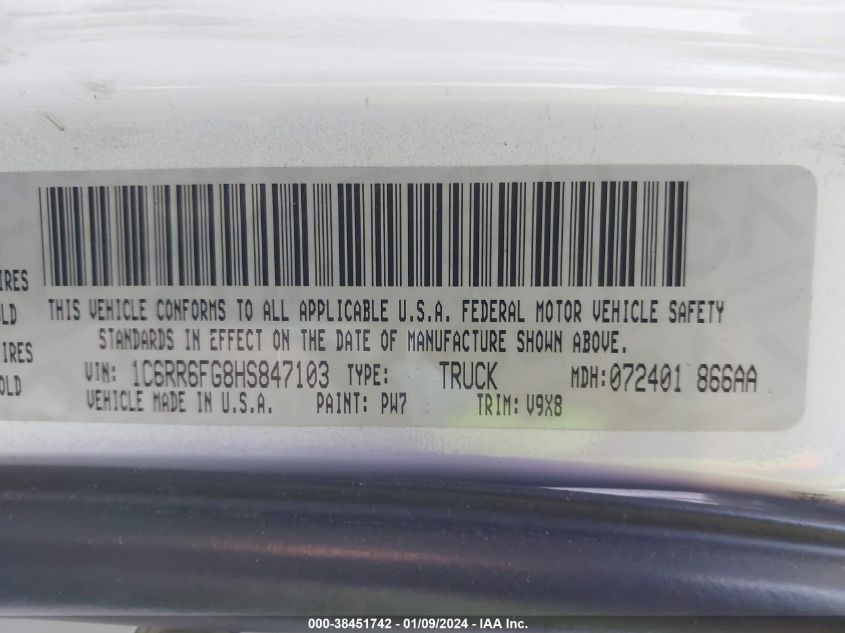 IRES
THIS VEHICLE CONFORMS TO ALL APPLICABLE U.S.A. FEDERAL MOTOR VEHICLE SAFETY
STANDARDS IN EFFECT ON THE DATE OF MANUFACTURE SHOWN ABOVE.
IRES
VIN: 1C6RR6FG8HS847103 TYPE: TRUCK MDH:072401 866AA
OLD
VEHICLE MADE IN U.S.A. PAINT: PW7 TRIM: V9X8
000-38451742 - 01/09/2024 - IAA Inc.